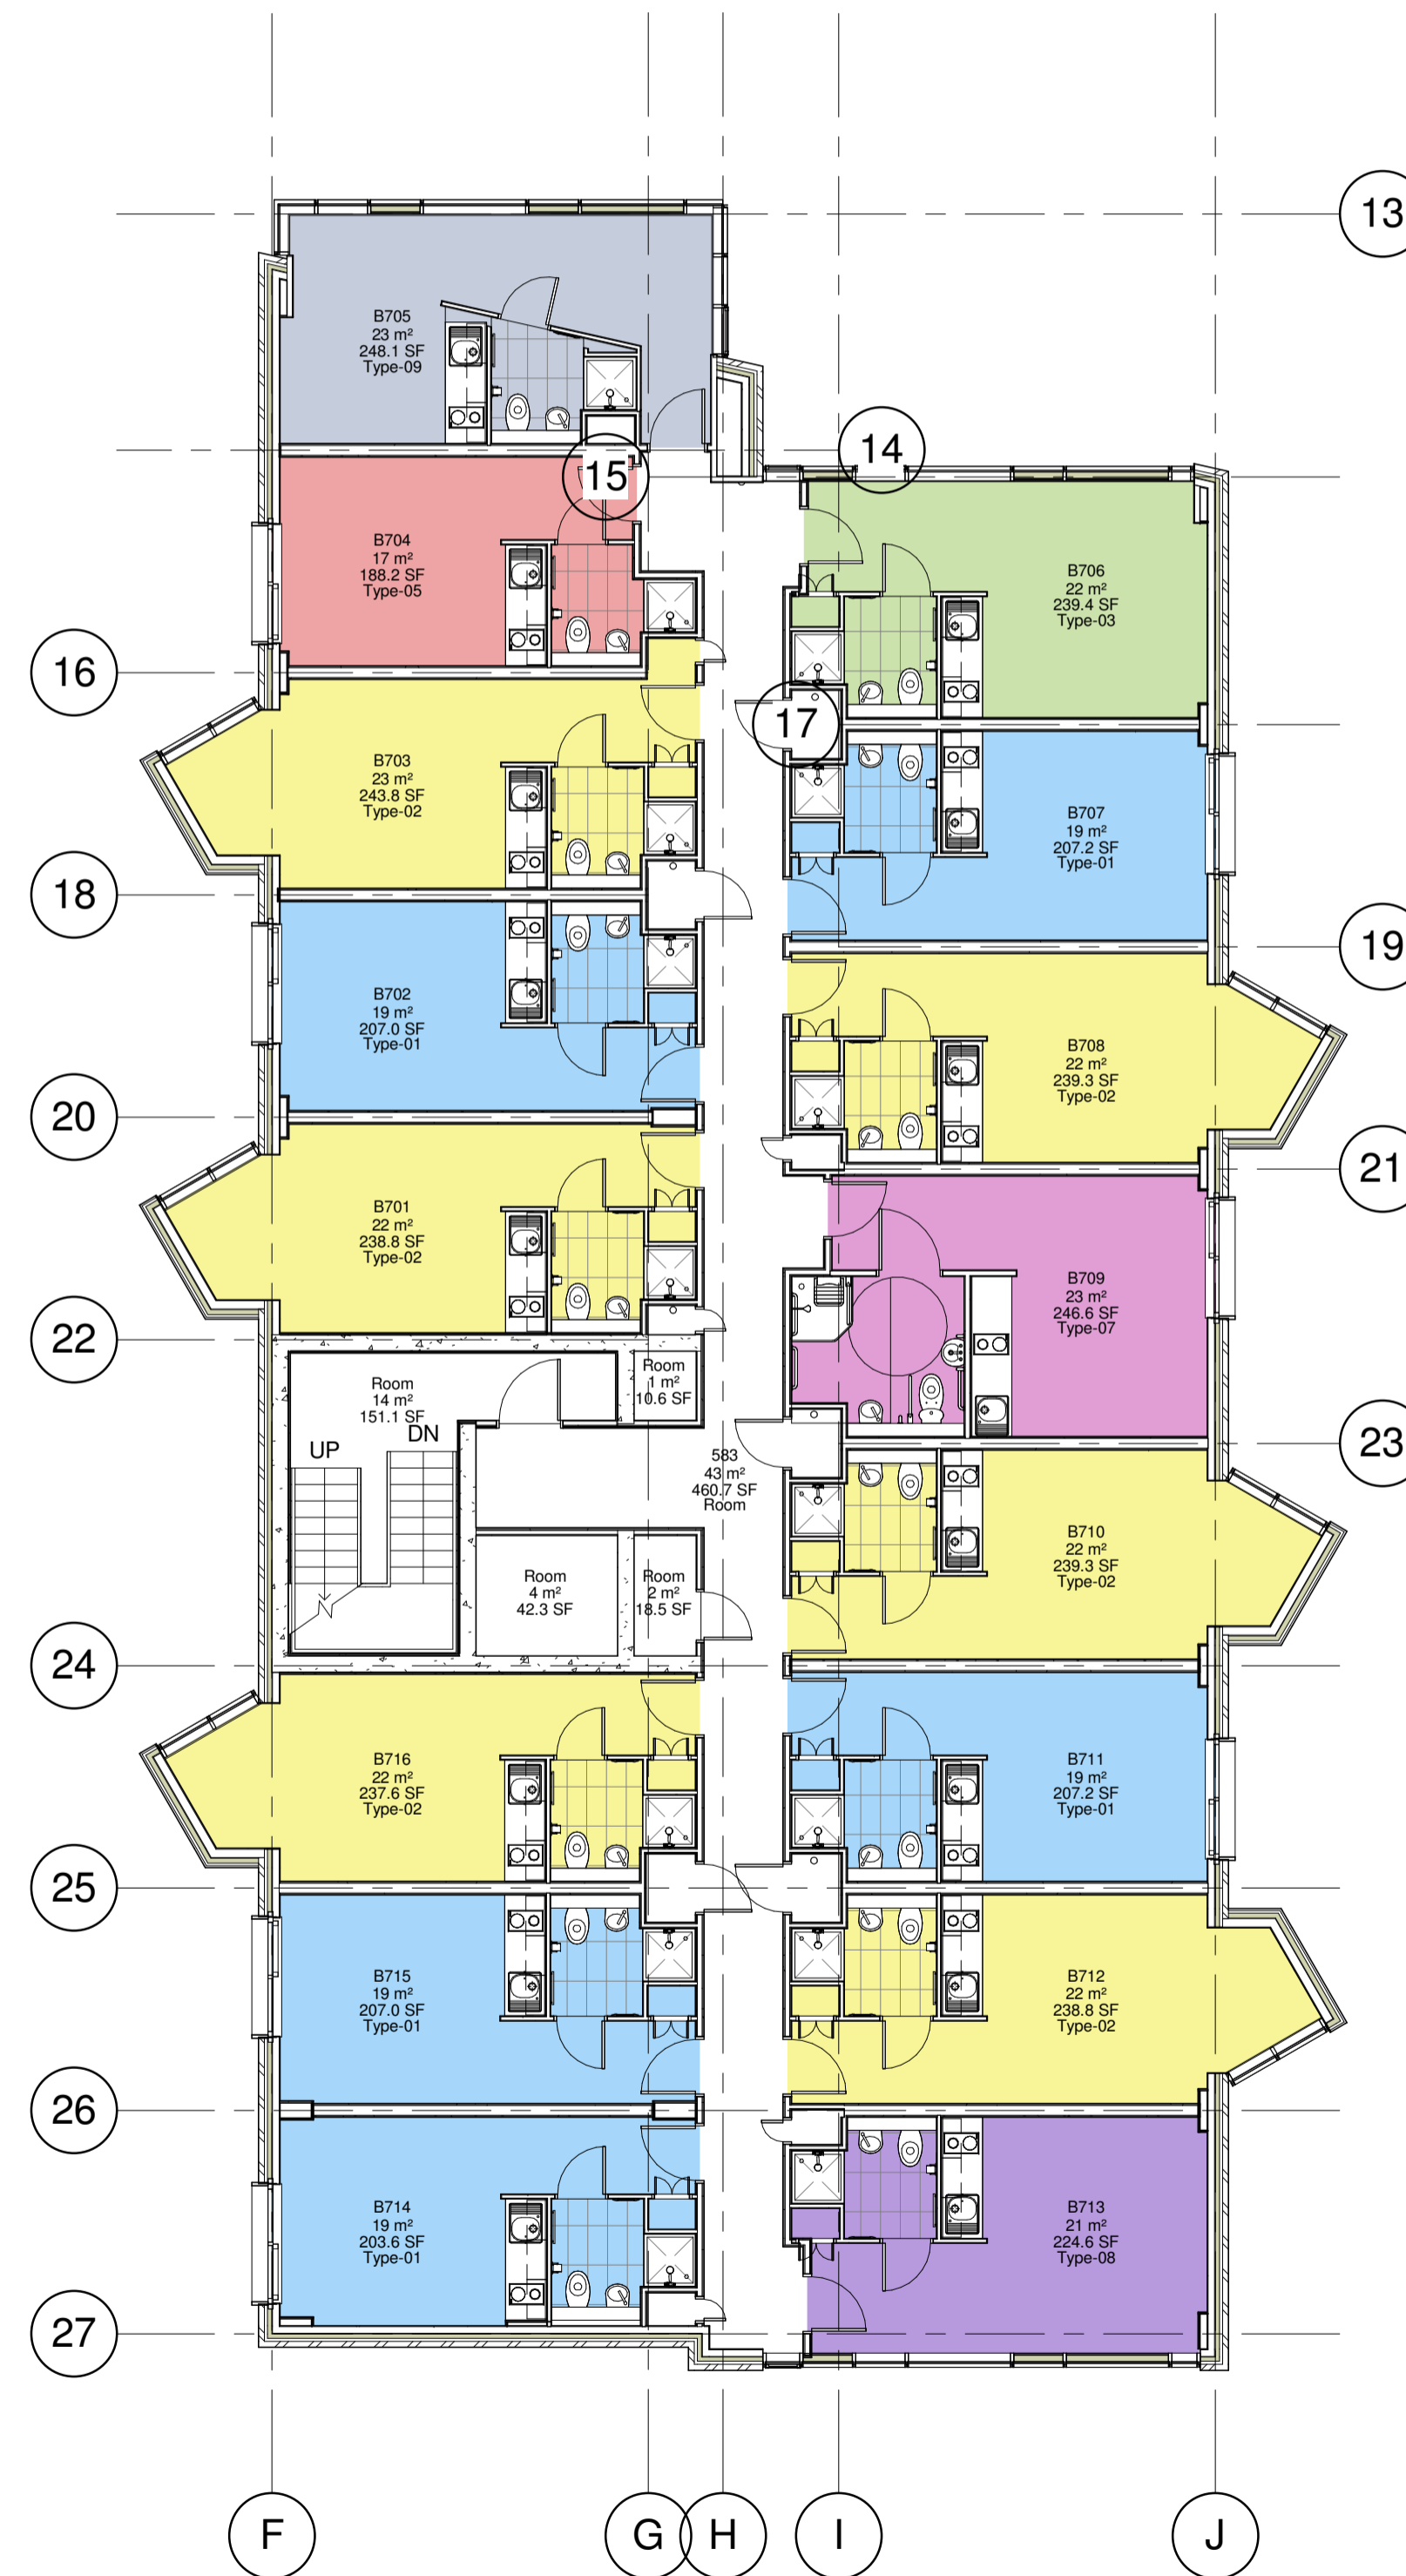 13
B705
23 m²
248.1 SF
Type-09
14
15
B704
17 m²
188.2 SF
Type-05
B706
22 m²
239.4 SF
Type-03
16
17
B703
23 m²
243.8 SF
Type-02
B707
19 m²
207.2 SF
Type-01
18
19
B702
19 m²
207.0 SF
Type-01
B708
22 m²
239.3 SF
Type-02
20
21
B701
22 m²
238.8 SF
Type-02
B709
23 m²
246.6 SF
Type-07
22
Room
1 m²
10.6 SF
Room
14 m²
151.1 SF
UP
DN
23
583
43 m²
460.7 SF
Room
B710
22 m²
239.3 SF
Type-02
Room
4 m²
42.3 SF
Room
2 m²
18.5 SF
24
B716
22 m²
237.6 SF
Type-02
B711
19 m²
207.2 SF
Type-01
25
B715
19 m²
207.0 SF
Type-01
B712
22 m²
238.8 SF
Type-02
26
B714
19 m²
203.6 SF
Type-01
B713
21 m²
224.6 SF
Type-08
27
F
G
H
I
J